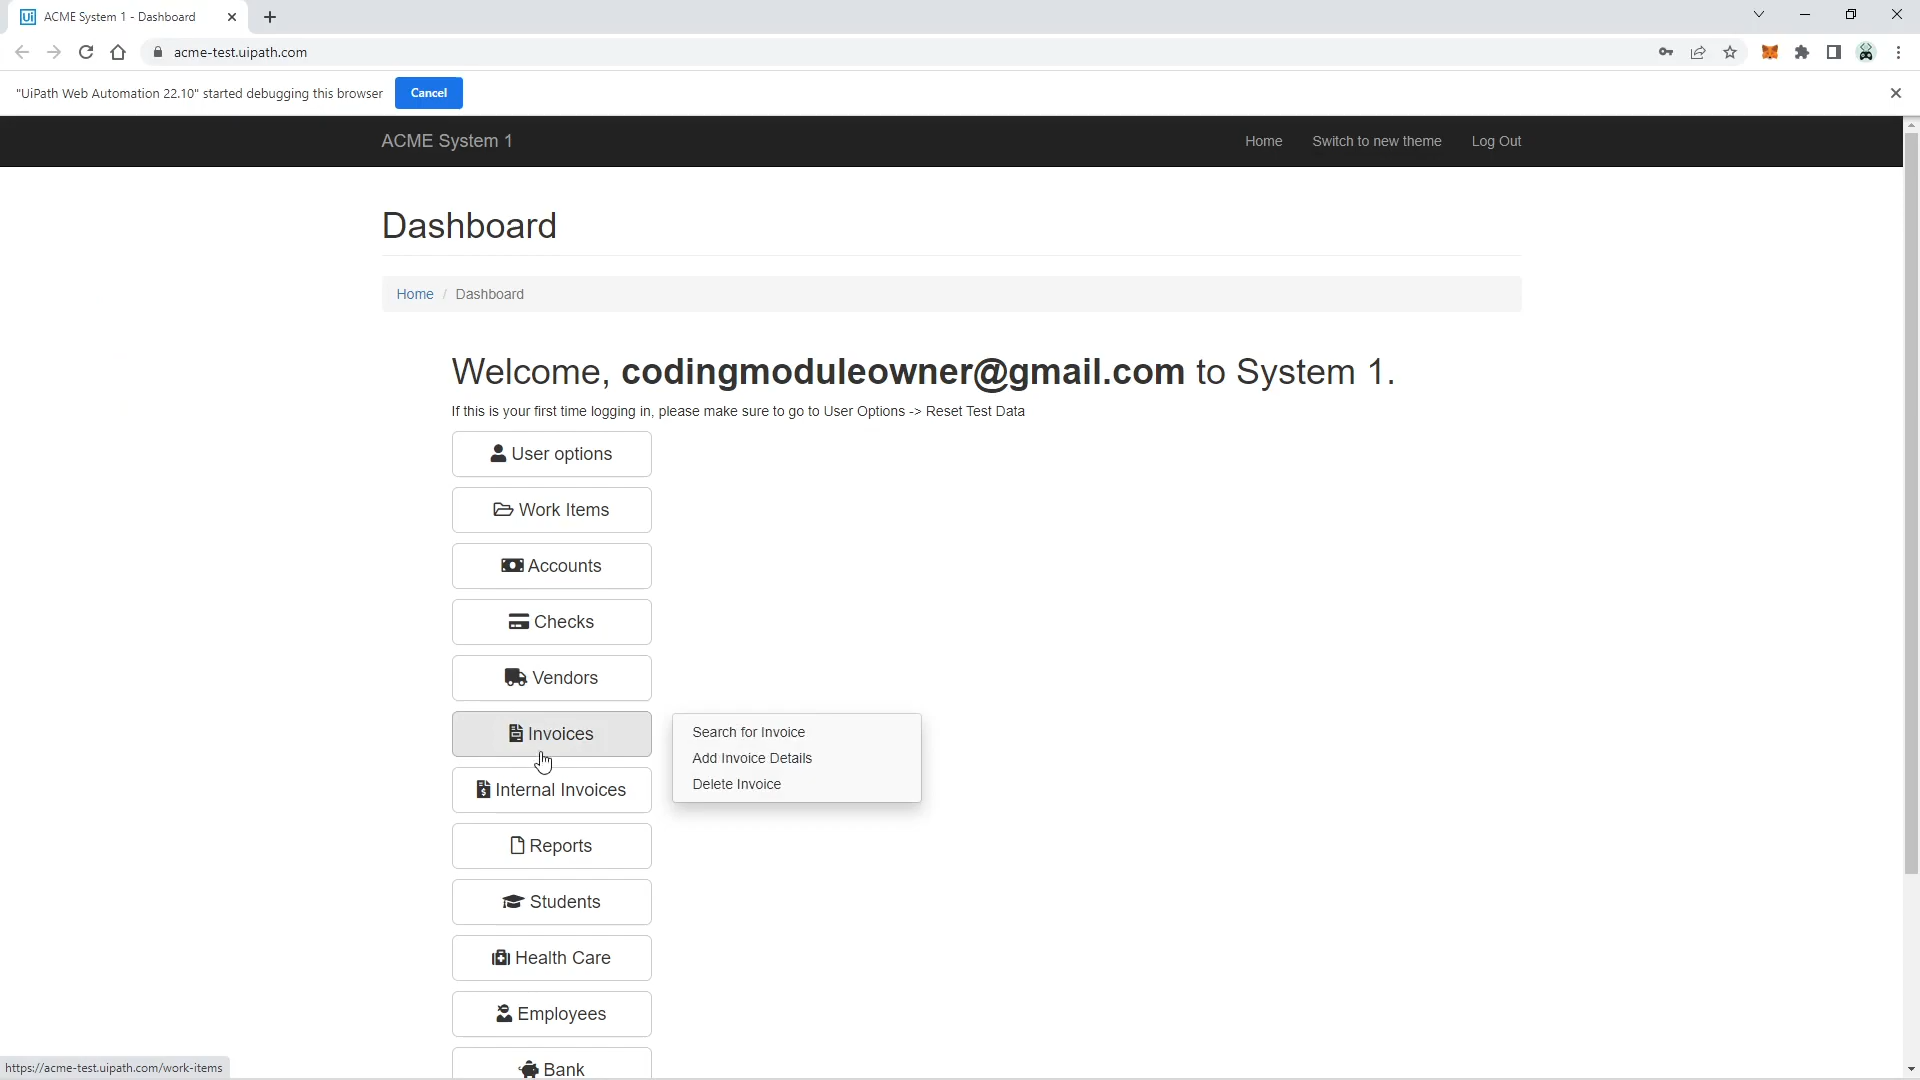 ACME System 1 - Dashboard
acme-test.uipath.com
"UiPath Web Automation 22.10" started debugging this browser
Cancel
ACME System 1
Home
Switch to new theme
Log Out
Dashboard
Home / Dashboard
Welcome, codingmoduleowner@gmail.com to System 1.
If this is your first time logging in, please make sure to go to User Options -> Reset Test Data
User options
Work Items
Accounts
Checks
Vendors
Invoices
Search for Invoice
Add Invoice Details
Delete Invoice
Internal Invoices
Reports
Students
Health Care
Employees
Bank
https://acme-test.uipath.com/work-items